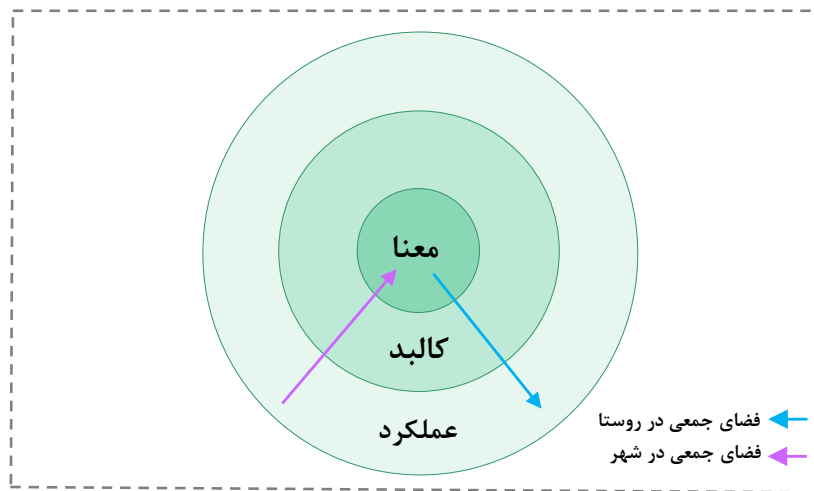 معنا
کالبد
عملکرد
فضای جمعی در روستا
فضای جمعی در شهر